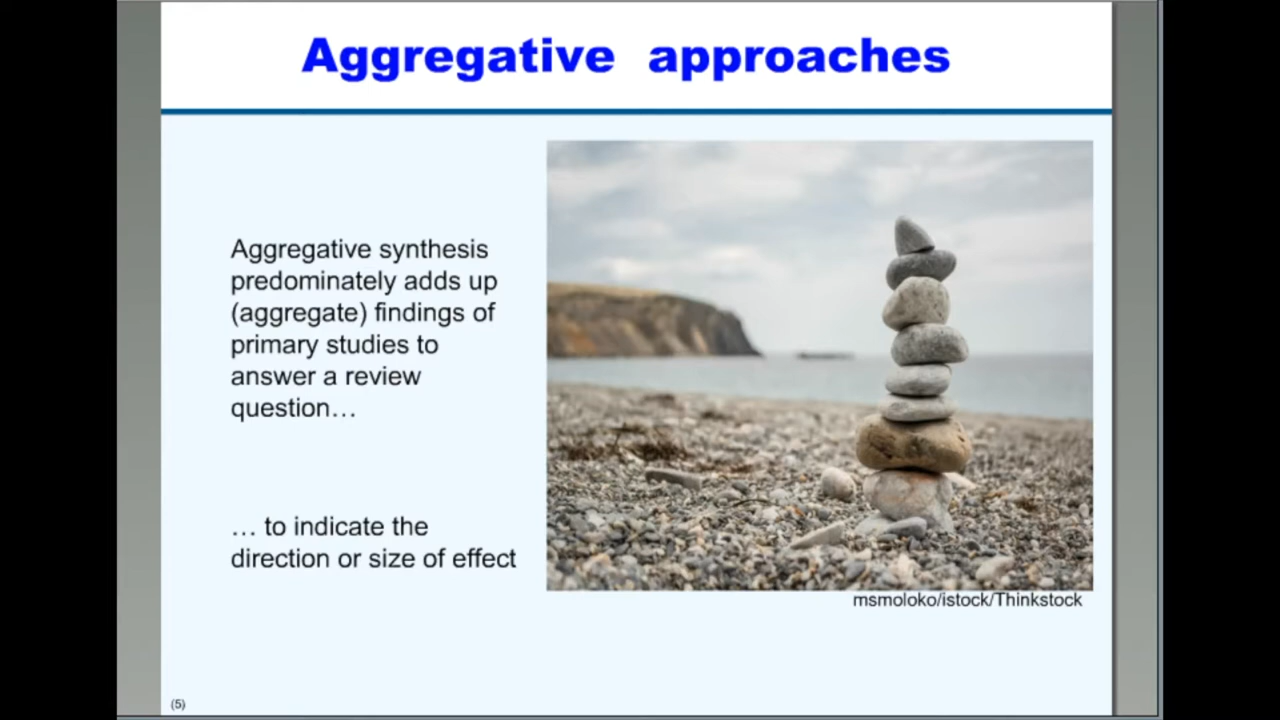 Aggregative approaches
Aggregative synthesis
predominately adds up
(aggregate) findings of
primary studies to
answer a review
question…
… to indicate the
direction or size of effect
msmoloko/istock/Thinkstock
(5)